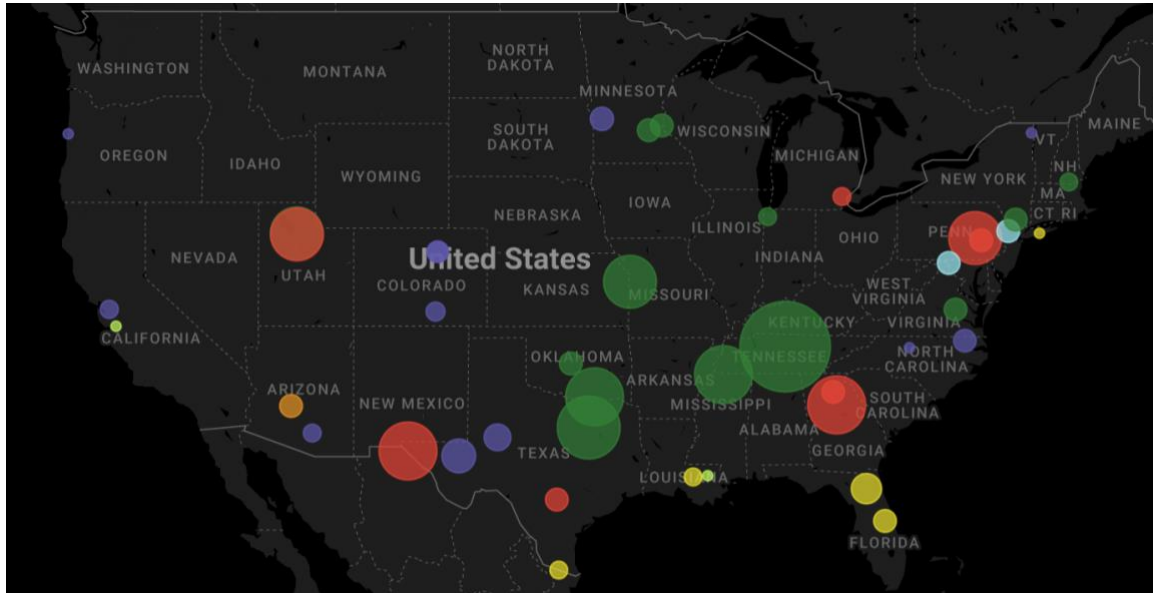 WASHINGTON
MONTANA
NORTH
DAKOTA
MINNESOTA
MAINE
OREGON
IDAHO
SOUTH
DAKOTA
WISCONSIN
MICHIGAN
VT
NH
WYOMING
NEW YORK
MA
CT RI
IOWA
NEBRASKA
ILLINOIS
PENN
OHIO
NEVADA
UTAH
United States
INDIANA
COLORADO
KANSAS
MISSOURI
WEST
VIRGINIA
CALIFORNIA
KENTUCKY
VIRGINIA
OKLAHOMA
TENNESSEE
NORTH
CAROLINA
ARIZONA
NEW MEXICO
ARKANSAS
MISSISSIPPI
SOUTH
CAROLINA
ALABAMA
TEXAS
GEORGIA
LOUISIANA
FLORIDA